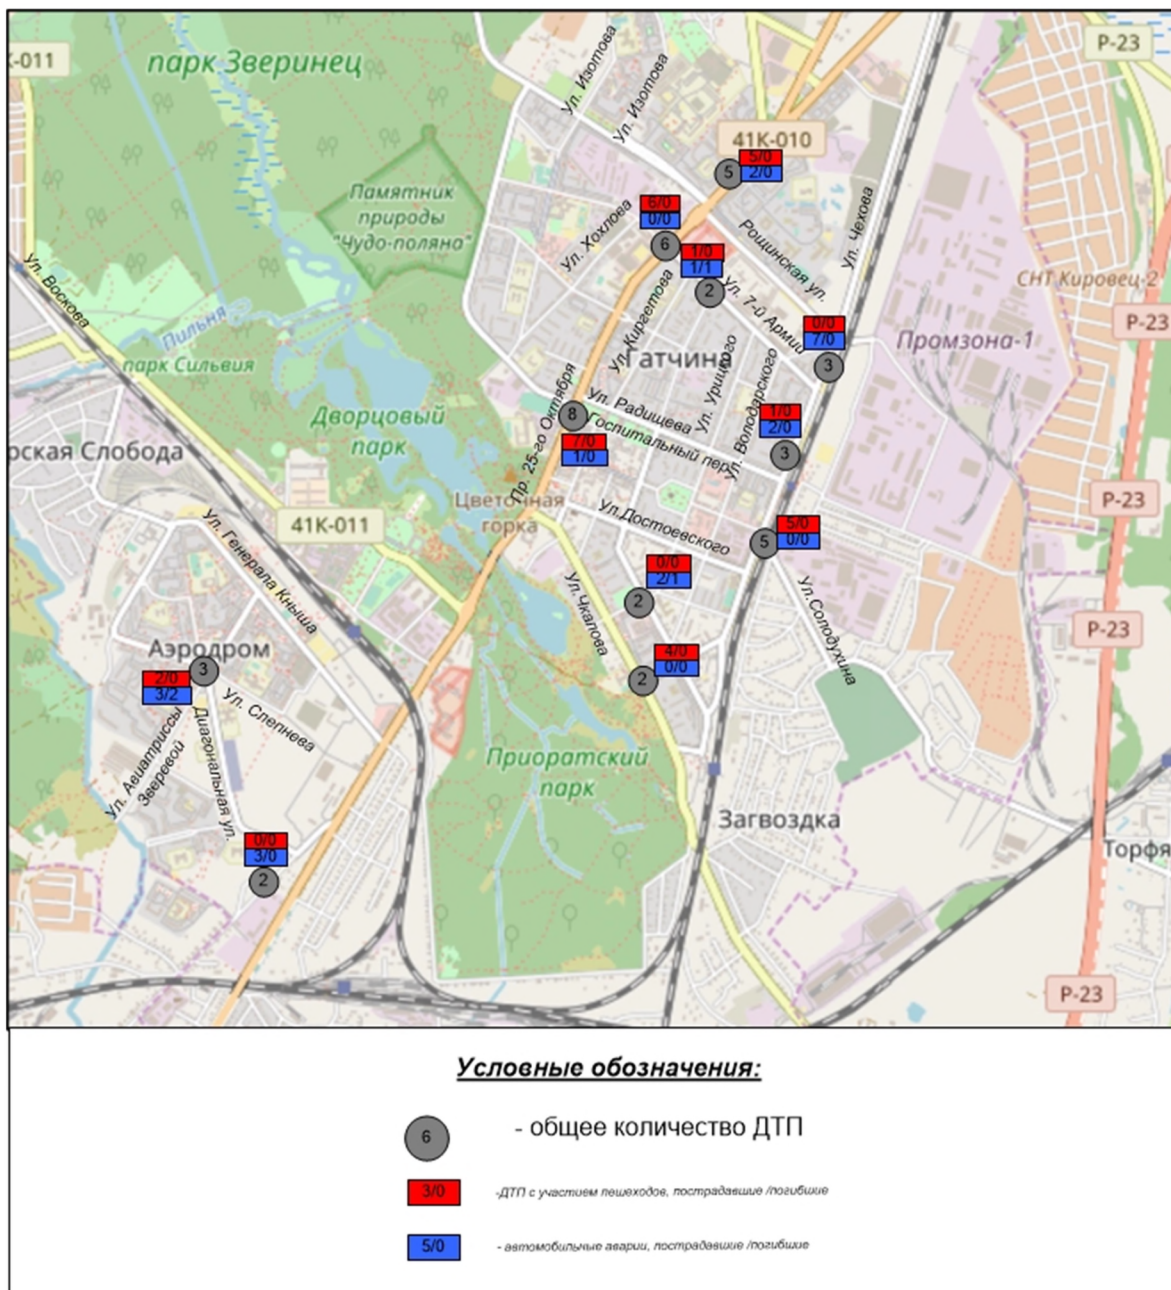 К-011
парк Зверинец
Ул. Изотова
Ул. Изотова
Р-23
41К-010
5/0
5
2/0
Памятник
природы
"Чудо-поляна"
6/0
0/0
Ул. Хохлова
6
1/0
1/1
2
Рощинская ул.
Ул. Чехова
Ул. Воскова
Ул. 7-й Армии
СНТ Кировец-2
Пильня
парк Сильвия
Ул. Киргетова
Гатчина
0/0
7/0
3
Промзона-1
Р-23
Ул. Урицкого
Ул. Володарского
Дворцовый
парк
Пр. 25-го Октября
8
7/0
1/0
Ул. Радищева
Госпитальный пер.
1/0
2/0
3
рская Слобода
41К-011
Цветочная
горка
Р-23
Ул.Достоевского
5/0
5
0/0
Ул. Генерала Кныша
0/0
2/1
2
Ул.Чкалова
Ул.Солодухина
Р-23
Аэродром
2/0
3
3/2
4/0
0/0
2
Ул. Слепнева
Ул. Авиатриссы
Зверевой
Диагональная ул.
Приоратский
парк
Загвоздка
Торфя
0/0
3/0
2
Р-23
Условные обозначения:
6 - общее количество ДТП
3/0 -ДТП с участием пешеходов, пострадавшие /погибшие
5/0 - автомобильные аварии, пострадавшие /погибшие